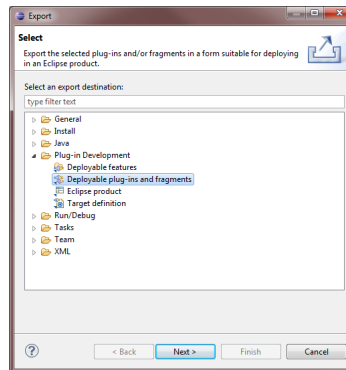 Export
Select
Export the selected plug-ins and/or fragments in a form suitable for deploying
in an Eclipse product.
Select an export destination:
type filter text
General
Install
Java
Plug-in Development
Deployable features
Deployable plug-ins and fragments
Eclipse product
Target definition
Run/Debug
Tasks
Team
XML
? < Back Next > Finish Cancel